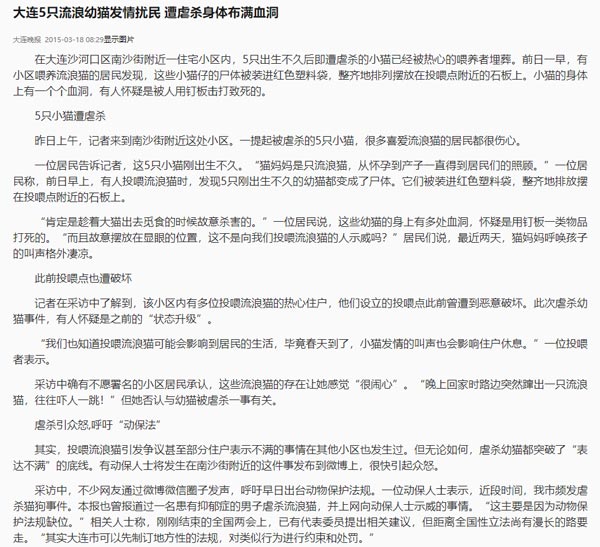 大连5只流浪幼猫发情扰民 遭虐杀身体布满血洞
大连晚报 2015-03-18 08:29显示图片
在大连沙河口区南沙街附近一住宅小区内，5只出生不久后即遭虐杀的小猫已经被热心的喂养者埋葬。前日一早，有
小区喂养流浪猫的居民发现，这些小猫仔的尸体被装进红色塑料袋，整齐地排列摆放在投喂点附近的石板上。小猫的身体
上有一个个血洞，有人怀疑是被人用钉板击打致死的。
5只小猫遭虐杀
昨日上午，记者来到南沙街附近这处小区。一提起被虐杀的5只小猫，很多喜爱流浪猫的居民都很伤心。
一位居民告诉记者，这5只小猫刚出生不久。“猫妈妈是只流浪猫，从怀孕到产子一直得到居民们的照顾。”一位居
民称，前日早上，有人投喂流浪猫时，发现5只刚出生不久的幼猫都变成了尸体。它们被装进红色塑料袋，整齐地排放摆
在投喂点附近的石板上。
“肯定是趁着大猫出去觅食的时候故意杀害的。”一位居民说，这些幼猫的身上有多处血洞，怀疑是用钉板一类物品
打死的。“而且故意摆放在显眼的位置，这不是向我们投喂流浪猫的人示威吗？”居民们说，最近两天，猫妈妈呼唤孩子
的叫声格外凄凉。
此前投喂点也遭破坏
记者在采访中了解到，该小区内有多位投喂流浪猫的热心住户，他们设立的投喂点此前曾遭到恶意破坏。此次虐杀幼
猫事件，有人怀疑是之前的“状态升级”。
“我们也知道投喂流浪猫可能会影响到居民的生活，毕竟春天到了，小猫发情的叫声也会影响住户休息。”一位投喂
者表示。
采访中确有不愿署名的小区居民承认，这些流浪猫的存在让她感觉“很闹心”。“晚上回家时路边突然蹿出一只流浪
猫，往往吓人一跳！”但她否认与幼猫被虐杀一事有关。
虐杀引众怒,呼吁“动保法”
其实，投喂流浪猫引发争议甚至部分住户表示不满的事情在其他小区也发生过。但无论如何，虐杀幼猫都突破了“表
达不满”的底线。有动保人士将发生在南沙街附近的这件事发布到微博上，很快引起众怒。
采访中，不少网友通过微博微信圈子发声，呼吁早日出台动物保护法规。一位动保人士表示，近段时间，我市频发虐
杀猫狗事件。本报也曾报道过一名患有抑郁症的男子虐杀流浪猫，并上网向动保人士示威的事情。“这主要是因为动物保
护法规缺位。”相关人士称，刚刚结束的全国两会上，已有代表委员提出相关建议，但距离全国性立法尚有漫长的路要
走。“其实大连市可以先制订地方性的法规，对类似行为进行约束和处罚。”